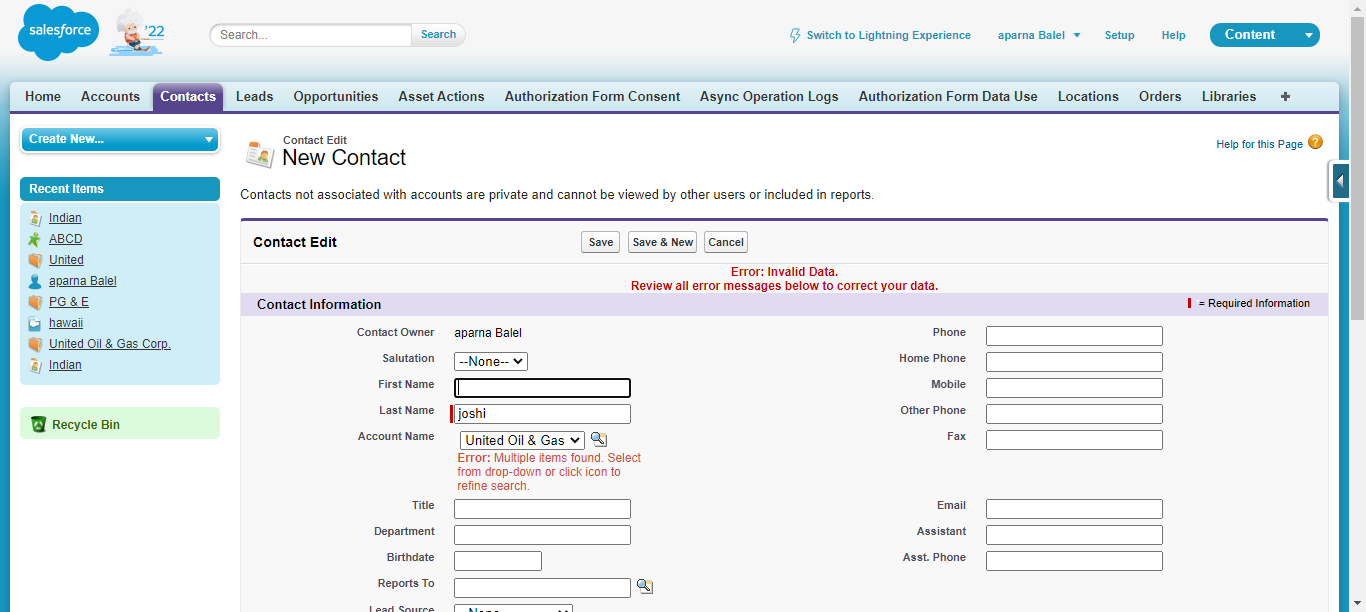 salesforce
'22
Search...
Search
Switch to Lightning Experience
aparna Balel
Setup
Help
Content
Home
Accounts
Contacts
Leads
Opportunities
Asset Actions
Authorization Form Consent
Async Operation Logs
Authorization Form Data Use
Locations
Orders
Libraries
+
Create New...
Recent Items
Indian
ABCD
United
aparna Balel
PG & E
hawaii
United Oil & Gas Corp.
Indian
Recycle Bin
Contact Edit
New Contact
Help for this Page
?
Contacts not associated with accounts are private and cannot be viewed by other users or included in reports.
Contact Edit
Save
Save & New
Cancel
Error: Invalid Data.
Review all error messages below to correct your data.
Contact Information
= Required Information
Contact Owner
aparna Balel
Phone
Salutation
--None--
Home Phone
First Name
Mobile
Last Name
joshi
Other Phone
Account Name
United Oil & Gas
Fax
Error: Multiple items found. Select
from drop-down or click icon to
refine search.
Title
Email
Department
Assistant
Birthdate
Asst. Phone
Reports To
Lead Source
--None--